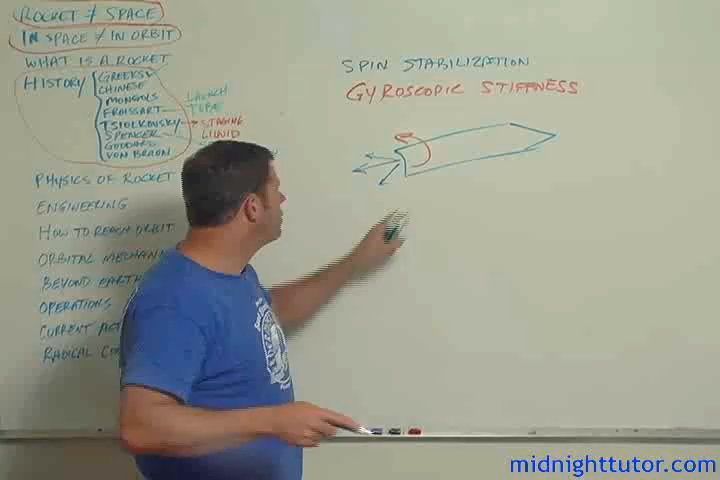 ROCKET ≠ SPACE
IN SPACE ≠ IN ORBIT
WHAT IS A ROCKET
HISTORY
GREEKS
CHINESE
MONGOLS
FROISSART
TSIOLKOVSKY
SPENCER
GODDARD
VON BRAUN
LAUNCH
TUBE
STAGING
LIQUID
PHYSICS OF ROCKET
ENGINEERING
HOW TO REACH ORBIT
ORBITAL
BEYOND
OPERATIONS
CURRENT
RADICAL
SPIN STABILIZATION
GYROSCOPIC STIFFNESS
midnighttutor.com